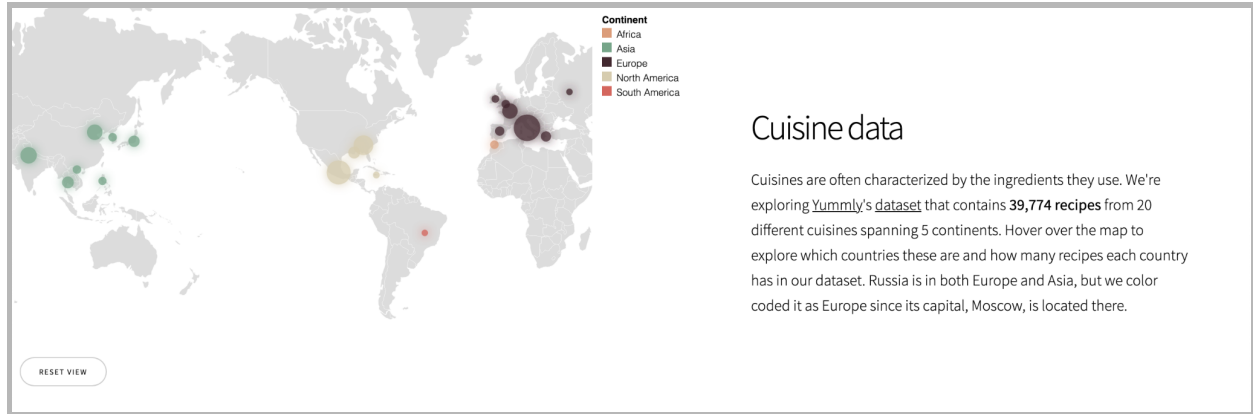 Continent
Africa
Asia
Europe
North America
South America
Cuisine data
Cuisines are often characterized by the ingredients they use. We're
exploring Yummly's dataset that contains 39,774 recipes from 20
different cuisines spanning 5 continents. Hover over the map to
explore which countries these are and how many recipes each country
has in our dataset. Russia is in both Europe and Asia, but we color
coded it as Europe since its capital, Moscow, is located there.
RESET VIEW